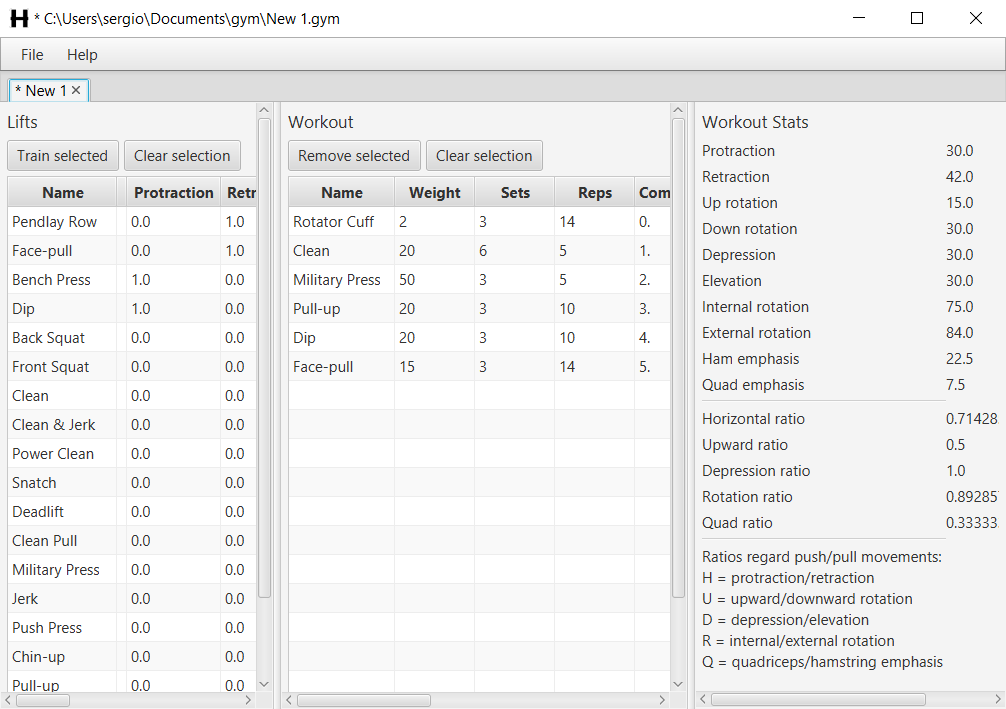 H * C:\Users\sergio\Documents\gym\New 1.gym
File Help
* New 1
Lifts
Train selected Clear selection
Name Protraction Retr
Pendlay Row 0.0 1.0
Face-pull 0.0 1.0
Bench Press 1.0 0.0
Dip 1.0 0.0
Back Squat 0.0 0.0
Front Squat 0.0 0.0
Clean 0.0 0.0
Clean & Jerk 0.0 0.0
Power Clean 0.0 0.0
Snatch 0.0 0.0
Deadlift 0.0 0.0
Clean Pull 0.0 0.0
Military Press 0.0 0.0
Jerk 0.0 0.0
Push Press 0.0 0.0
Chin-up 0.0 0.0
Pull-up 0.0 0.0
Workout
Remove selected Clear selection
Name Weight Sets Reps Com
Rotator Cuff 2 3 14 0.
Clean 20 6 5 1.
Military Press 50 3 5 2.
Pull-up 20 3 10 3.
Dip 20 3 10 4.
Face-pull 15 3 14 5.
Workout Stats
Protraction 30.0
Retraction 42.0
Up rotation 15.0
Down rotation 30.0
Depression 30.0
Elevation 30.0
Internal rotation 75.0
External rotation 84.0
Ham emphasis 22.5
Quad emphasis 7.5
Horizontal ratio 0.71428
Upward ratio 0.5
Depression ratio 1.0
Rotation ratio 0.89285
Quad ratio 0.33333
Ratios regard push/pull movements:
H = protraction/retraction
U = upward/downward rotation
D = depression/elevation
R = internal/external rotation
Q = quadriceps/hamstring emphasis